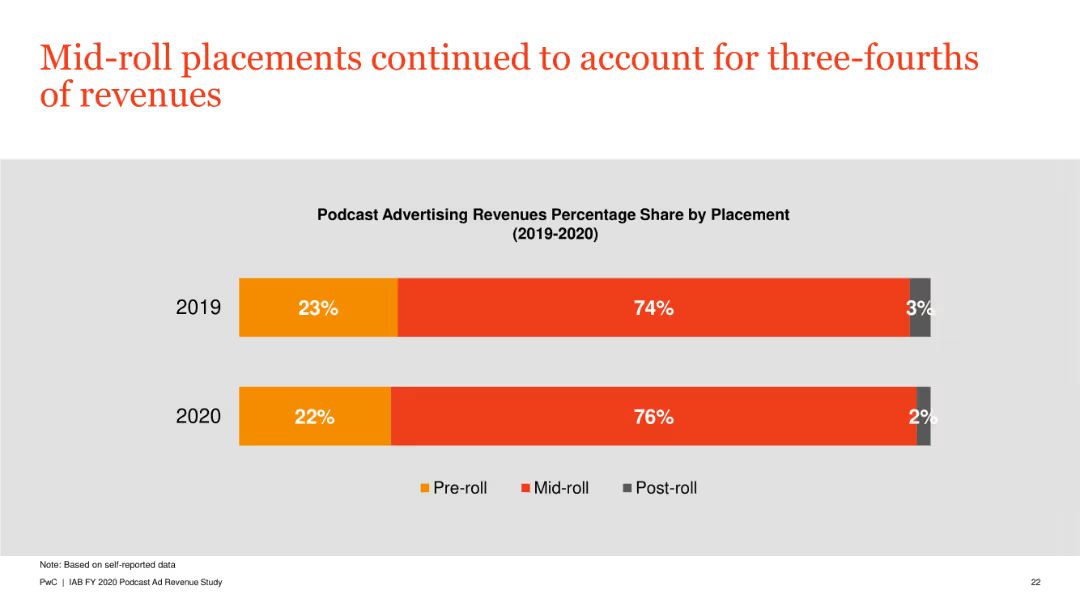 Mid-roll placements continued to account for three-fourths
of revenues
Podcast Advertising Revenues Percentage Share by Placement
(2019-2020)
2019
23%
74%
3%
2020
22%
76%
2%
Pre-roll
Mid-roll
Post-roll
Note: Based on self-reported data
PwC | IAB FY 2020 Podcast Ad Revenue Study
22